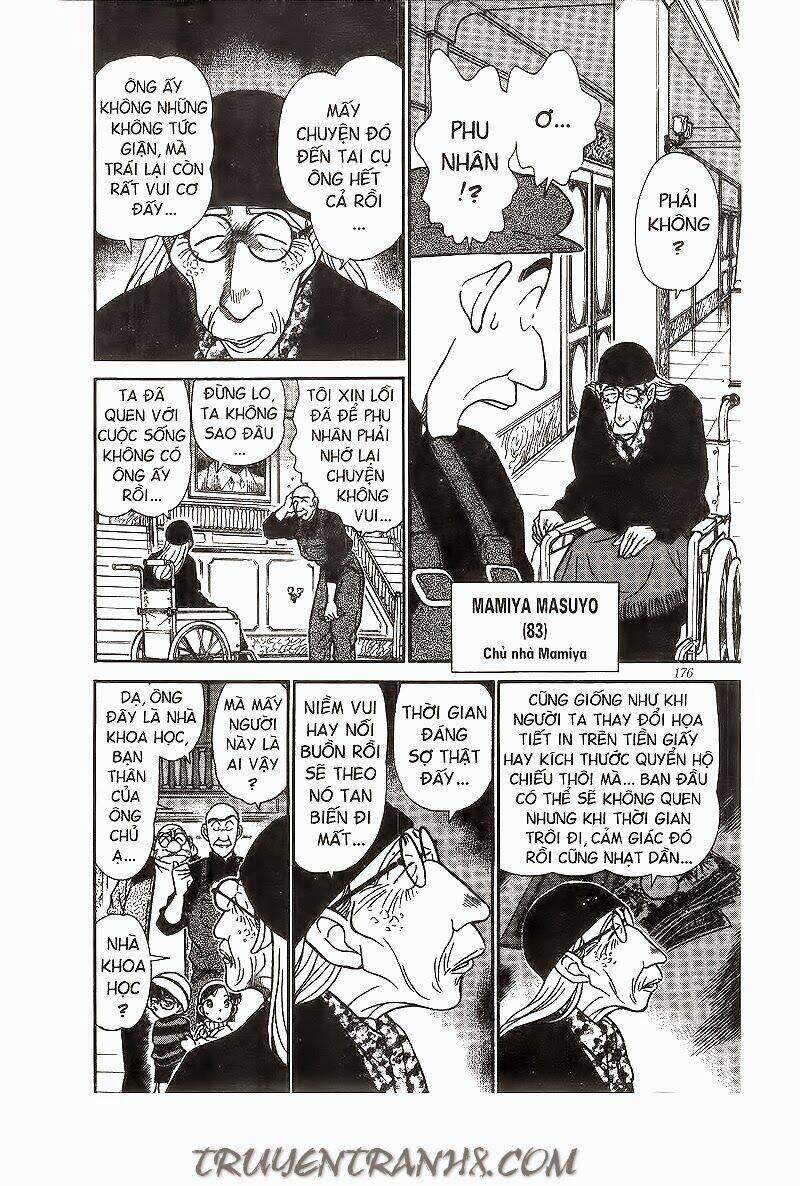 PHẢI
KHÔNG
?
Ơ...
PHU
NHÂN
!?
MAMIYA MASUYO
(83)
Chủ nhà Mamiya
MẤY
CHUYỆN ĐÓ
ĐẾN TAI CỤ
ÔNG HẾT
CẢ RỒI
...
ÔNG ẤY
KHÔNG NHỮNG
KHÔNG TỨC
GIẬN, MÀ
TRÁI LẠI CÒN
RẤT VUI CƠ
ĐẤY...
TÔI XIN LỖI
ĐÃ ĐỂ PHU
NHÂN PHẢI
NHỚ LẠI
CHUYỆN
KHÔNG
VUI...
ĐỪNG LO,
TA KHÔNG
SAO ĐÂU
...
TA ĐÃ
QUEN VỚI
CUỘC SỐNG
KHÔNG CÓ
ÔNG ẤY
RỒI...
176
CŨNG GIỐNG NHƯ KHI
NGƯỜI TA THAY ĐỔI HỌA
TIẾT IN TRÊN TIỀN GIẤY
HAY KÍCH THƯỚC QUYỂN HỘ
CHIẾU THÔI MÀ... BAN ĐẦU
CÓ THỂ SẼ KHÔNG QUEN
NHƯNG KHI THỜI GIAN
TRÔI ĐI, CẢM GIÁC ĐÓ
RỒI CŨNG NHẠT DẦN...
THỜI GIAN
ĐÁNG
SỢ THẬT
ĐẤY...
NIỀM VUI
HAY NỖI
BUỒN RỒI
SẼ THEO
NÓ TAN
BIẾN ĐI
MẤT...
MÀ MẤY
NGƯỜI
NÀY LÀ
AI VẬY
?
DẠ, ÔNG
ĐÂY LÀ NHÀ
KHOA HỌC,
BẠN
THÂN
CỦA
ÔNG
CHỦ
Ạ...
NHÀ
KHOA
HỌC
?
TRUYENTRANH8.COM